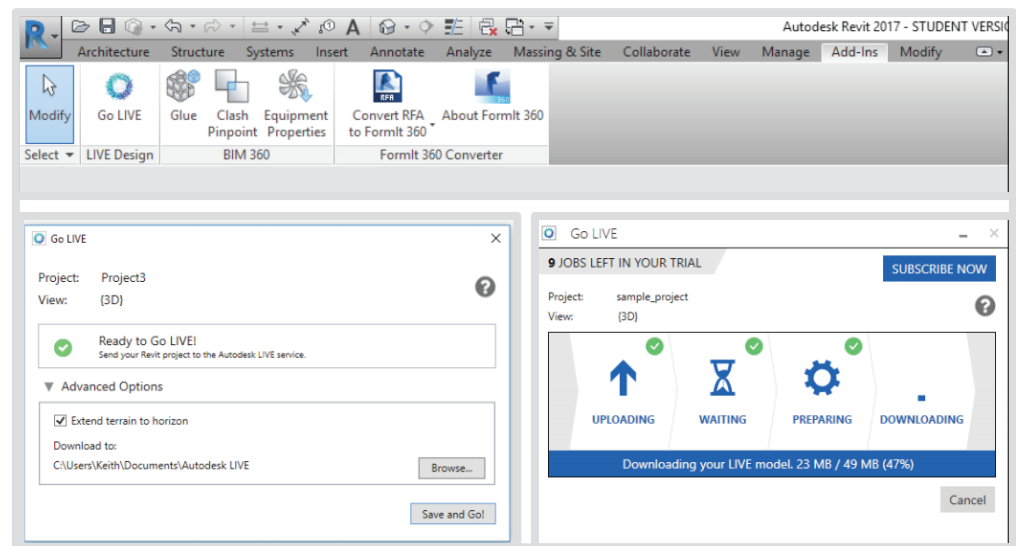 Autodesk Revit 2017 - STUDENT VERSIO
Architecture Structure Systems Insert Annotate Analyze Massing & Site Collaborate View Manage Add-Ins Modify
Modify Go LIVE Glue Clash Pinpoint Equipment Properties Convert RFA to FormIt 360 About FormIt 360
RFA
360
Select LIVE Design BIM 360 FormIt 360 Converter
Go LIVE
Project: Project3
View: {3D}
Ready to Go LIVE!
Send your Revit project to the Autodesk LIVE service.
Advanced Options
Extend terrain to horizon
Download to:
C:\Users\Keith\Documents\Autodesk LIVE
Browse...
Save and Go!
Go LIVE
9 JOBS LEFT IN YOUR TRIAL
SUBSCRIBE NOW
Project: sample_project
View: {3D}
UPLOADING WAITING PREPARING DOWNLOADING
Downloading your LIVE model. 23 MB / 49 MB (47%)
Cancel